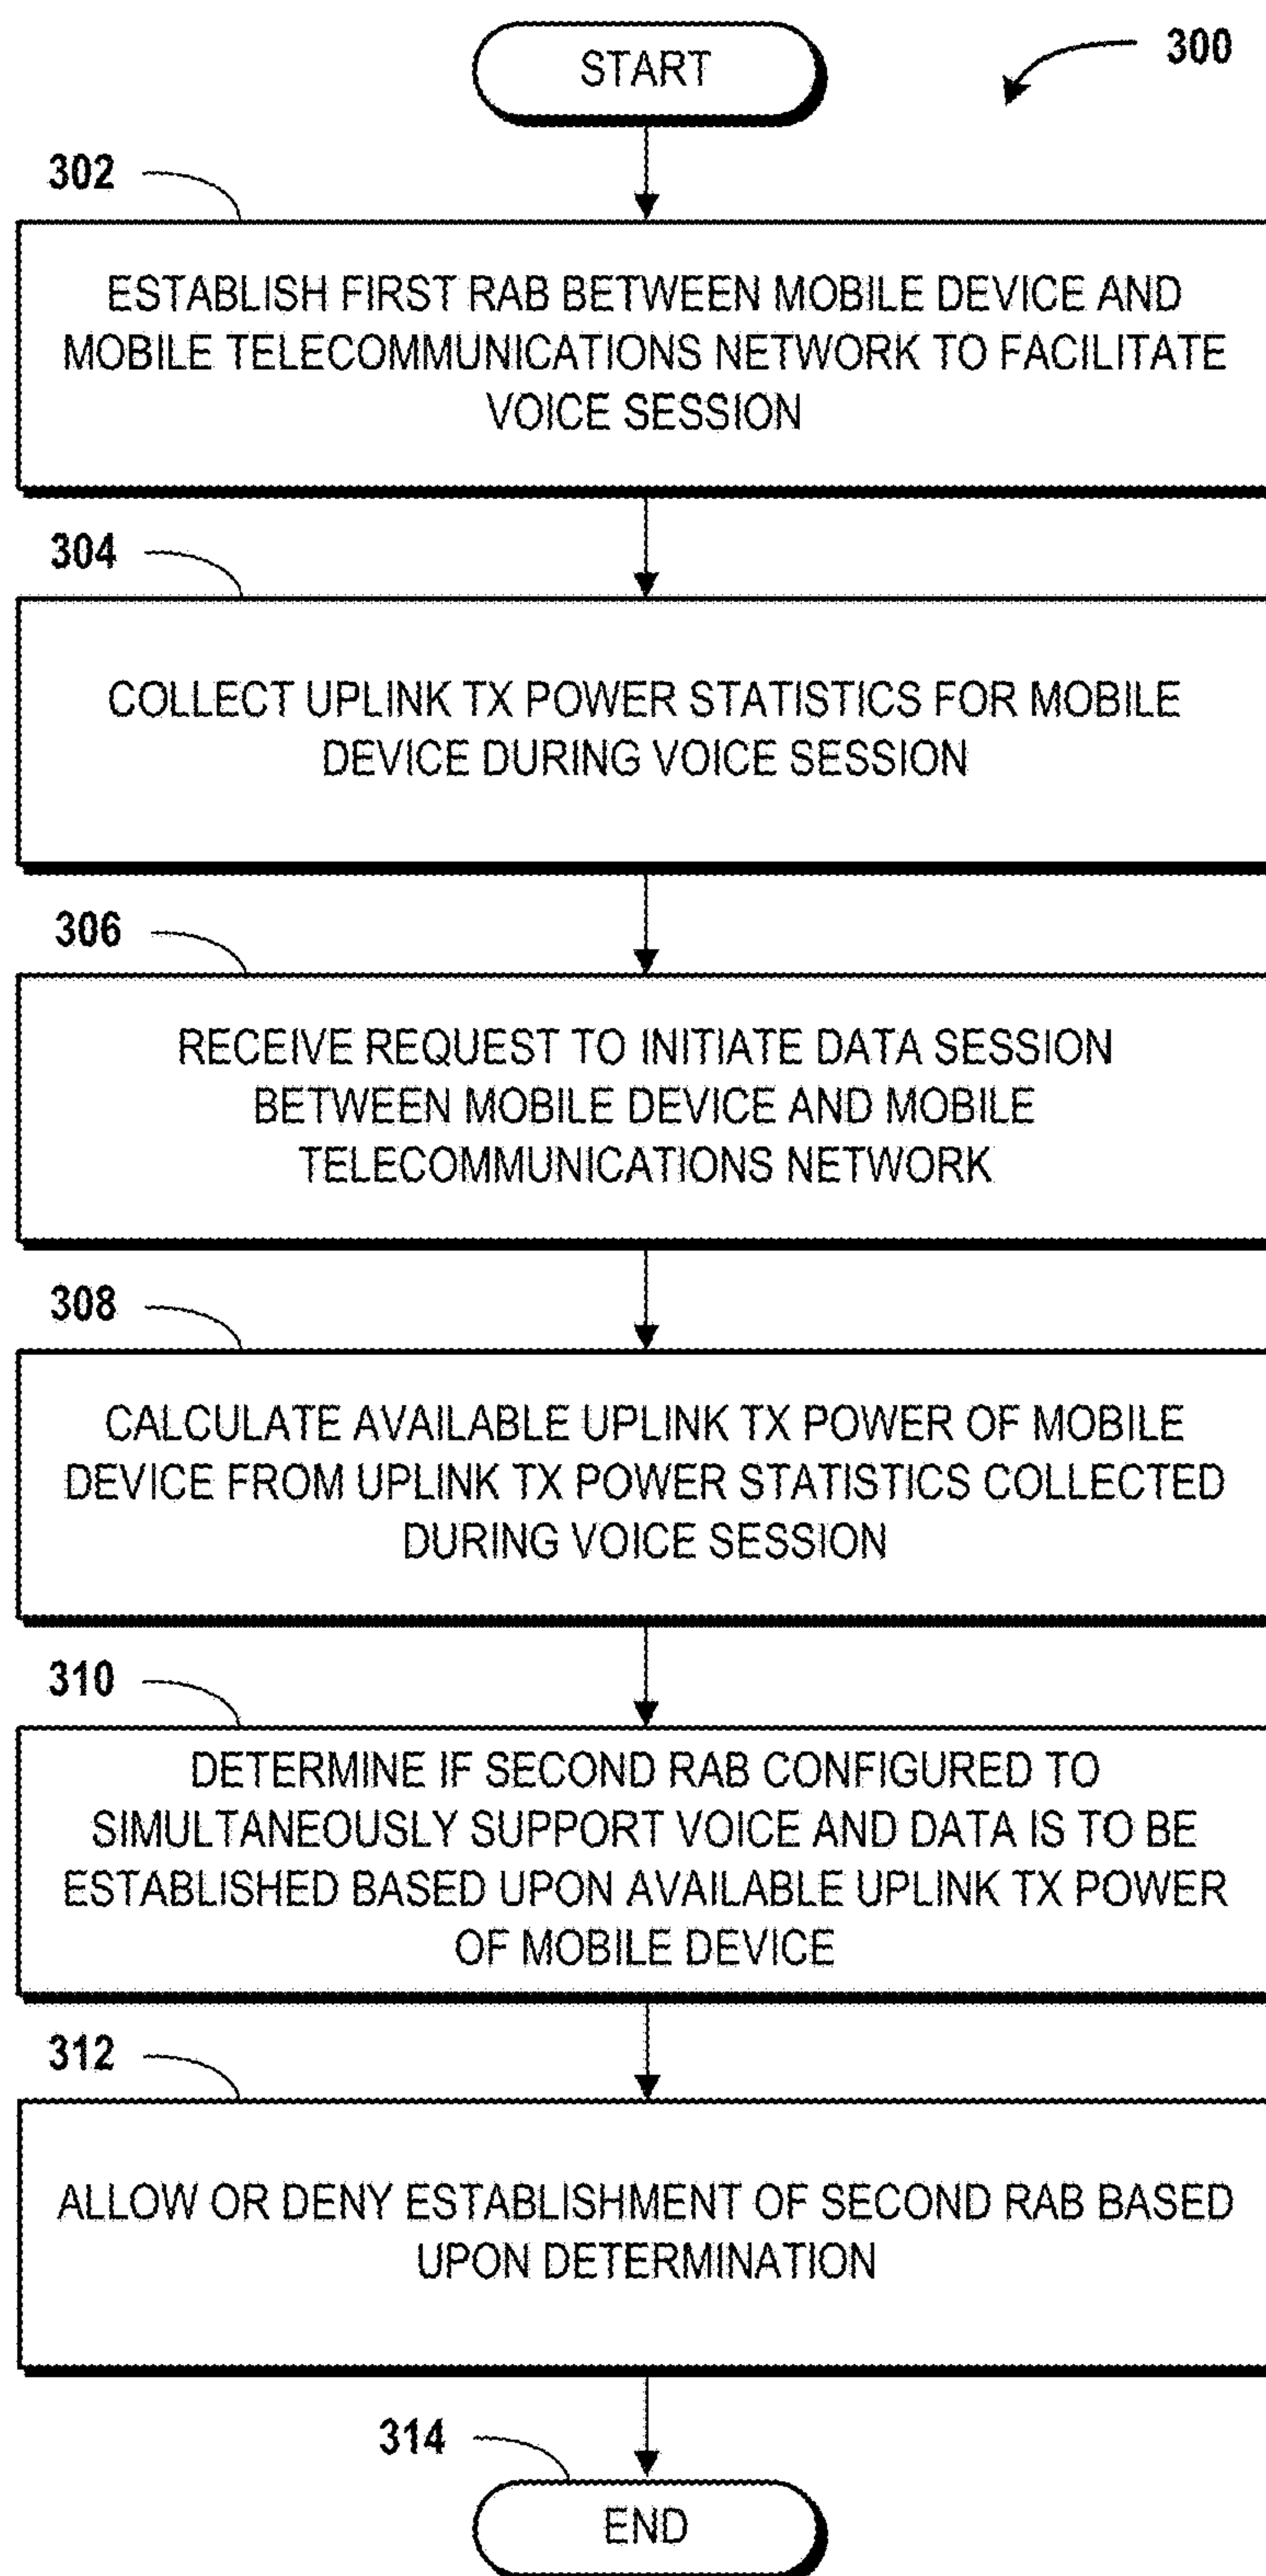 START
300
302
ESTABLISH FIRST RAB BETWEEN MOBILE DEVICE AND
MOBILE TELECOMMUNICATIONS NETWORK TO FACILITATE
VOICE SESSION
304
COLLECT UPLINK TX POWER STATISTICS FOR MOBILE
DEVICE DURING VOICE SESSION
306
RECEIVE REQUEST TO INITIATE DATA SESSION
BETWEEN MOBILE DEVICE AND MOBILE
TELECOMMUNICATIONS NETWORK
308
CALCULATE AVAILABLE UPLINK TX POWER OF MOBILE
DEVICE FROM UPLINK TX POWER STATISTICS COLLECTED
DURING VOICE SESSION
310
DETERMINE IF SECOND RAB CONFIGURED TO
SIMULTANEOUSLY SUPPORT VOICE AND DATA IS TO BE
ESTABLISHED BASED UPON AVAILABLE UPLINK TX POWER
OF MOBILE DEVICE
312
ALLOW OR DENY ESTABLISHMENT OF SECOND RAB BASED
UPON DETERMINATION
314
END